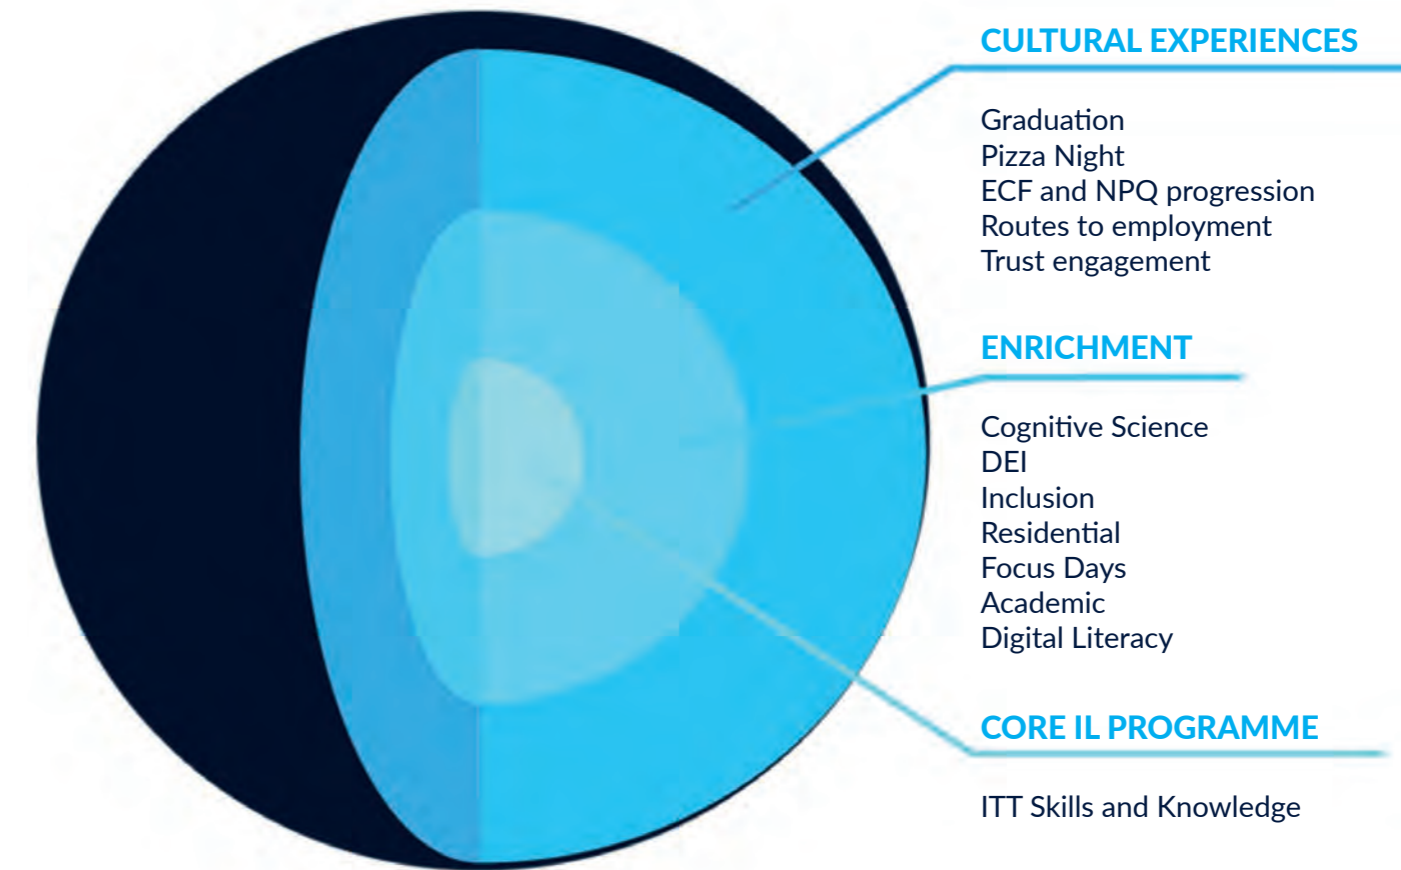 CULTURAL EXPERIENCES
Graduation
Pizza Night
ECF and NPQ progression
Routes to employment
Trust engagement
ENRICHMENT
Cognitive Science
DEI
Inclusion
Residential
Focus Days
Academic
Digital Literacy
CORE IL PROGRAMME
ITT Skills and Knowledge